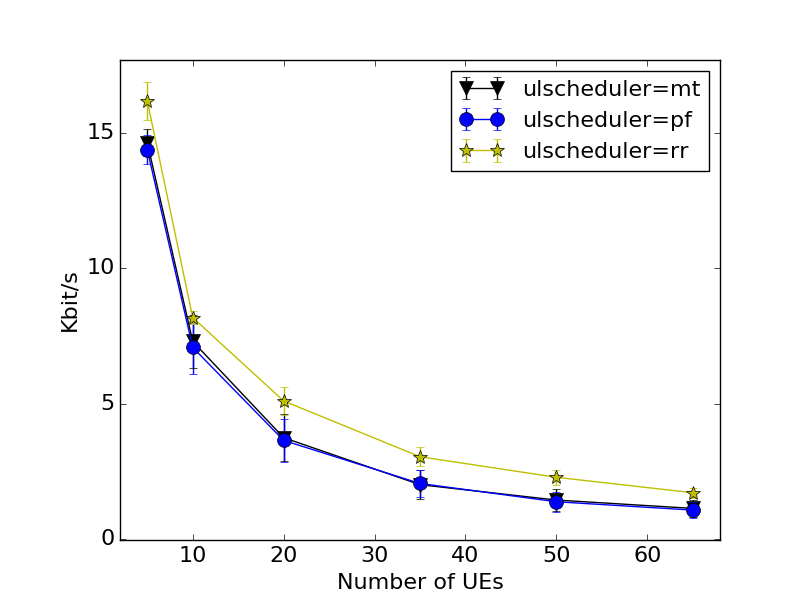 ulscheduler=mt
ulscheduler=pf
ulscheduler=rr
15
10
5
0
Kbit/s
10 20 30 40 50 60
Number of UEs